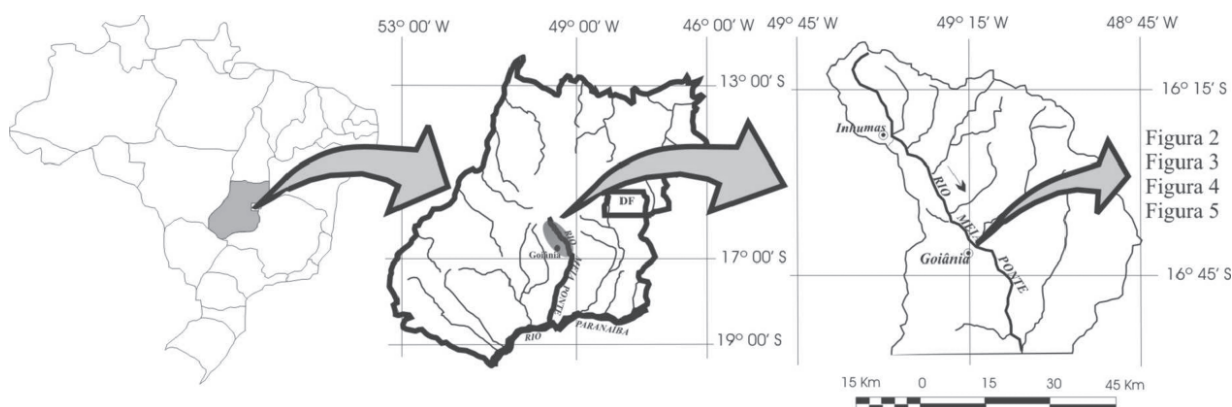 53° 00' W
49° 00' W
46° 00' W
13° 00' S
DF
Goiânia
RIO
MEIA PONTE
17° 00' S
RIO
PARANAIBA
19° 00' S
49° 45' W
49° 15' W
48° 45' W
16° 15' S
Inhumas
RIO
MEIA
PONTE
Goiânia
16° 45' S
Figura 2
Figura 3
Figura 4
Figura 5
15 Km 0 15 30 45 Km